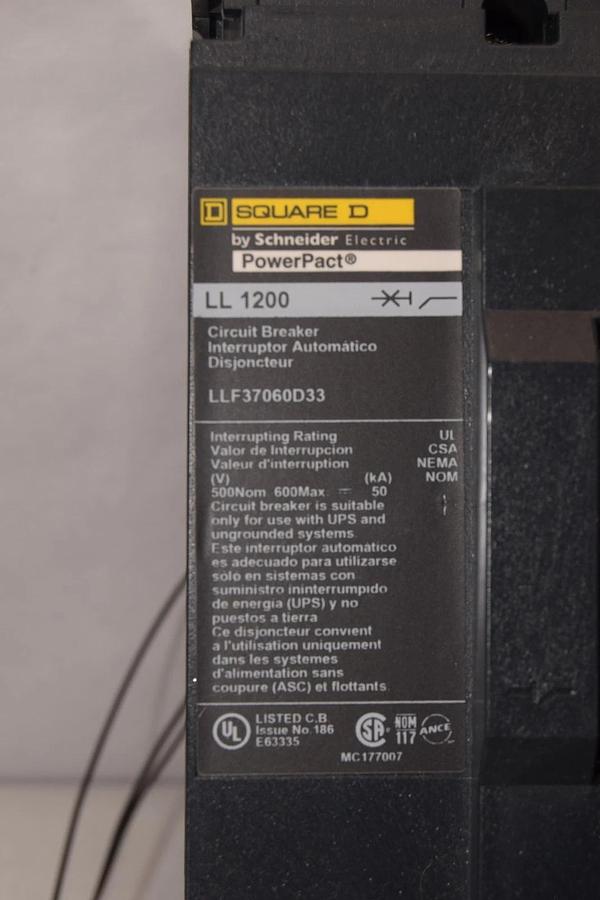 SQUARE D
by Schneider Electric
PowerPact®
LL 1200
Circuit Breaker
Interruptor Automático
Disjoncteur
LLF37060D33
Interrupting Rating UL
Valor de Interrupcion CSA
Valeur d'interruption NEMA
(V) (kA) NOM
500Nom 600Max ⎓ 50
Circuit breaker is suitable
only for use with UPS and
ungrounded systems
Este interruptor automático
es adecuado para utilizarse
sólo en sistemas con
suministro ininterrumpido
de energía (UPS) y no
puestos a tierra
Ce disjoncteur convient
a l'utilisation uniquement
dans les systemes
d'alimentation sans
coupure (ASC) et flottants.
UL LISTED C.B.
Issue No.186
E63335
SA NOM
117 ANCE
MC177007